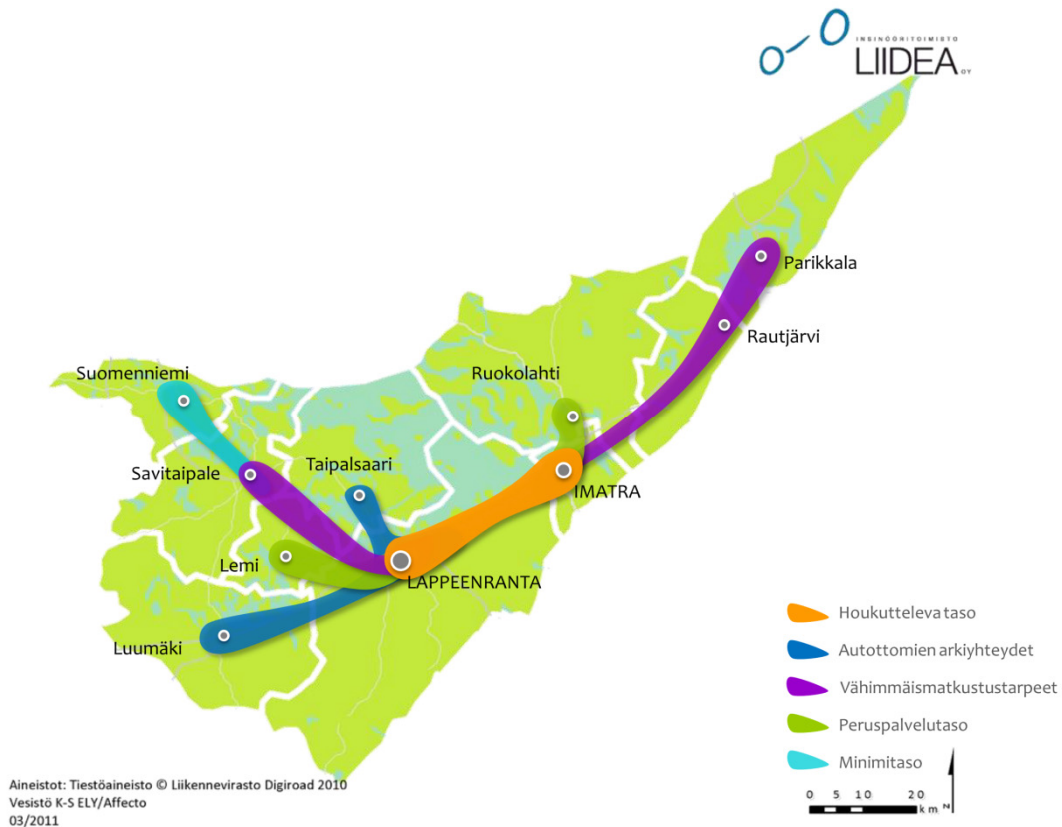 INSINÖÖRITOIMISTO
LIIDEA OY
Parikkala
Rautjärvi
Ruokolahti
Suomenniemi
Taipalsaari
Savitaipale
IMATRA
Lemi
LAPPEENRANTA
Luumäki
Houkutteleva taso
Autottomien arkiyhteydet
Vähimmäismatkustustarpeet
Peruspalvelutaso
Minimitaso
0 5 10 20
km
N
Aineistot: Tiestöaineisto © Liikennevirasto Digiroad 2010
Vesistö K-S ELY/Affecto
03/2011